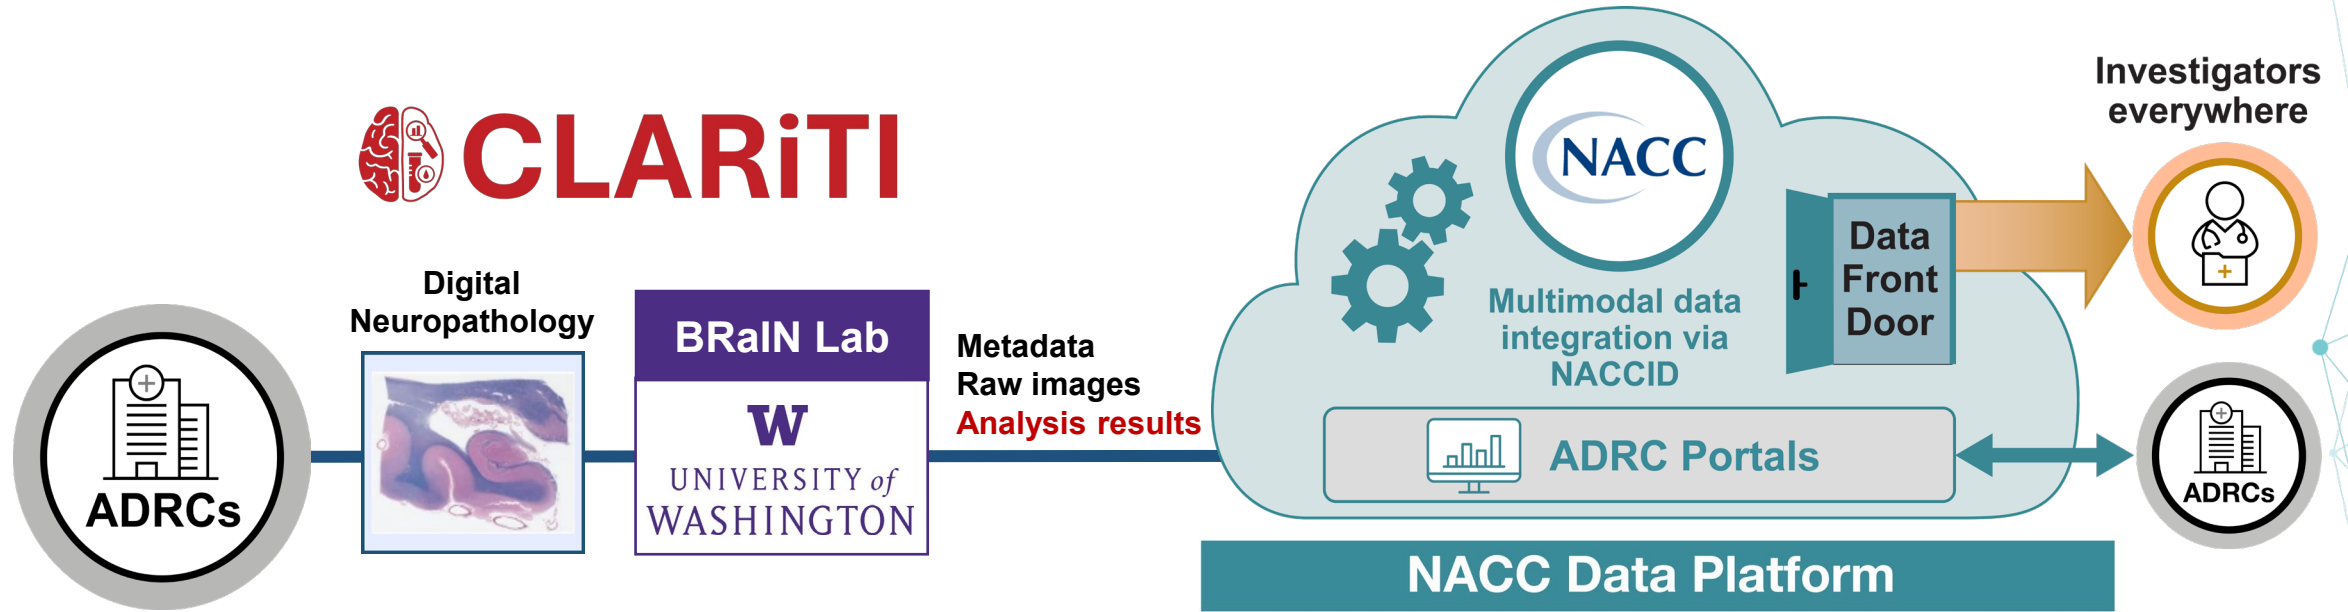 CLARiTI
ADRCs
Digital
Neuropathology
BRaIN Lab
W
UNIVERSITY of
WASHINGTON
Metadata
Raw images
Analysis results
NACC
Multimodal data
integration via
NACCID
Data
Front
Door
ADRC Portals
NACC Data Platform
Investigators
everywhere
ADRCs